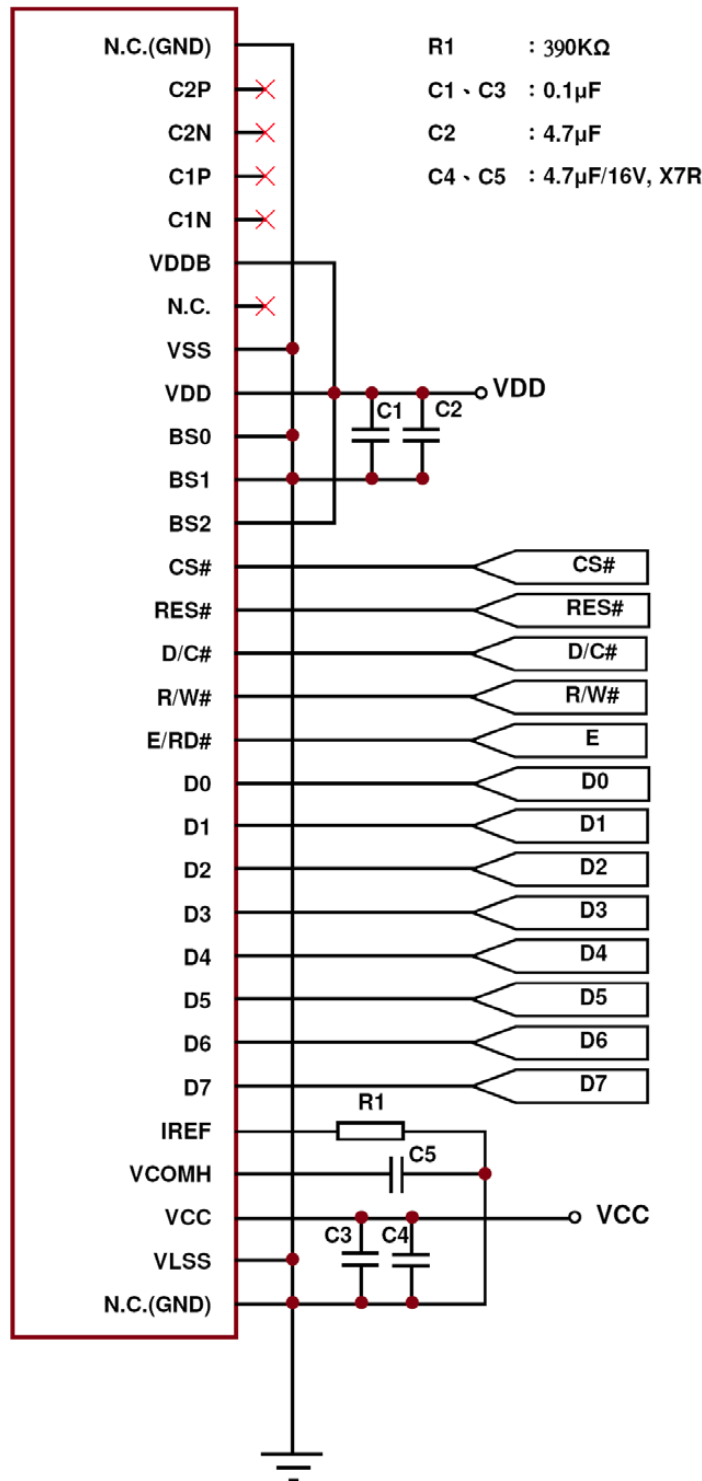 N.C.(GND)
R1 : 390KΩ
C2P
C1、C3 : 0.1µF
C2N
C2 : 4.7µF
C1P
C4、C5 : 4.7µF/16V, X7R
C1N
VDDB
N.C.
VSS
VDD
VDD
C1
C2
BS0
BS1
BS2
CS#
CS#
RES#
RES#
D/C#
D/C#
R/W#
R/W#
E/RD#
E
D0
D0
D1
D1
D2
D2
D3
D3
D4
D4
D5
D5
D6
D6
D7
D7
R1
IREF
C5
VCOMH
VCC
VCC
C3
C4
VLSS
N.C.(GND)